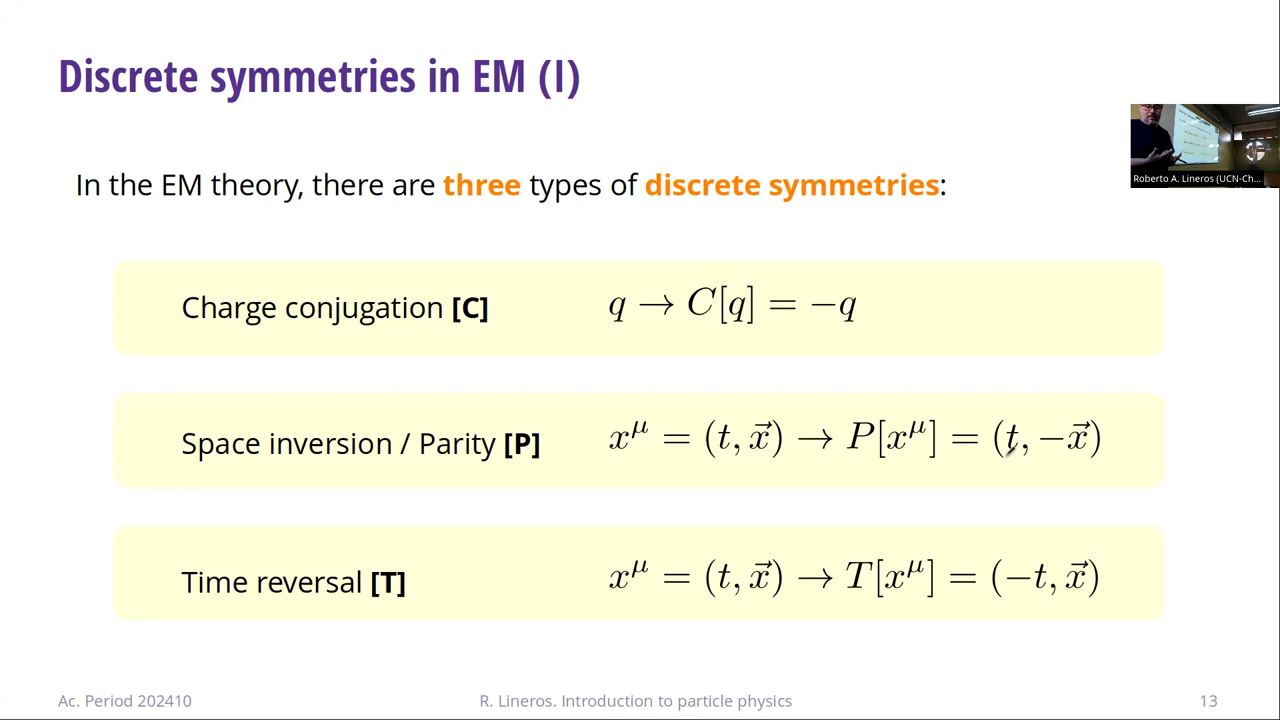 Discrete symmetries in EM (I)
In the EM theory, there are three types of discrete symmetries:
Roberto A. Lineros (UCN-Ch...
Charge conjugation [C] q → C[q] = −q
Space inversion / Parity [P] x^μ = (t, x⃗) → P[x^μ] = (t, −x⃗)
Time reversal [T] x^μ = (t, x⃗) → T[x^μ] = (−t, x⃗)
Ac. Period 202410 R. Lineros. Introduction to particle physics 13